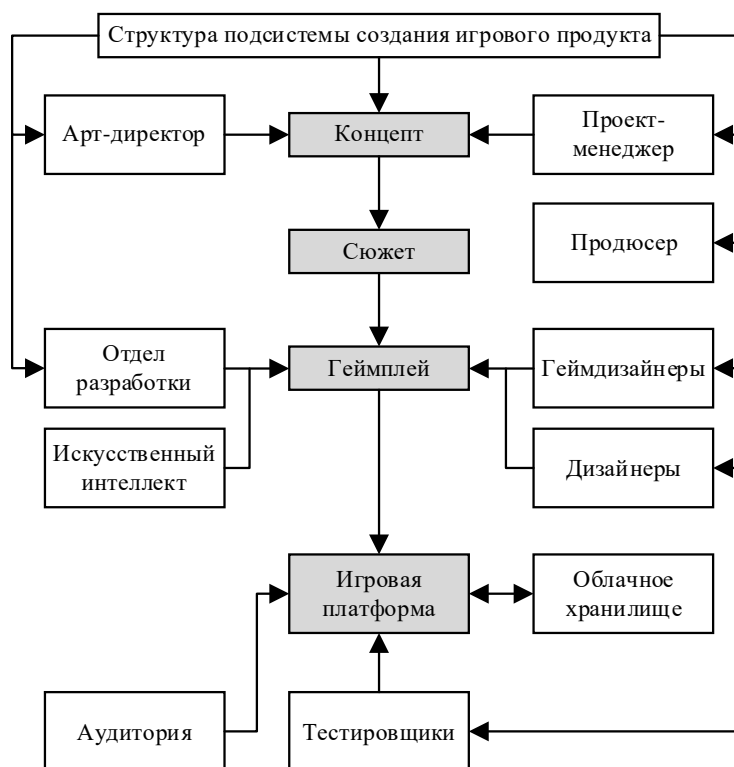 Структура подсистемы создания игрового продукта
Арт-директор
Концепт
Проект-
менеджер
Сюжет
Продюсер
Отдел
разработки
Геймплей
Геймдизайнеры
Искусственный
интеллект
Дизайнеры
Игровая
платформа
Облачное
хранилище
Аудитория
Тестировщики